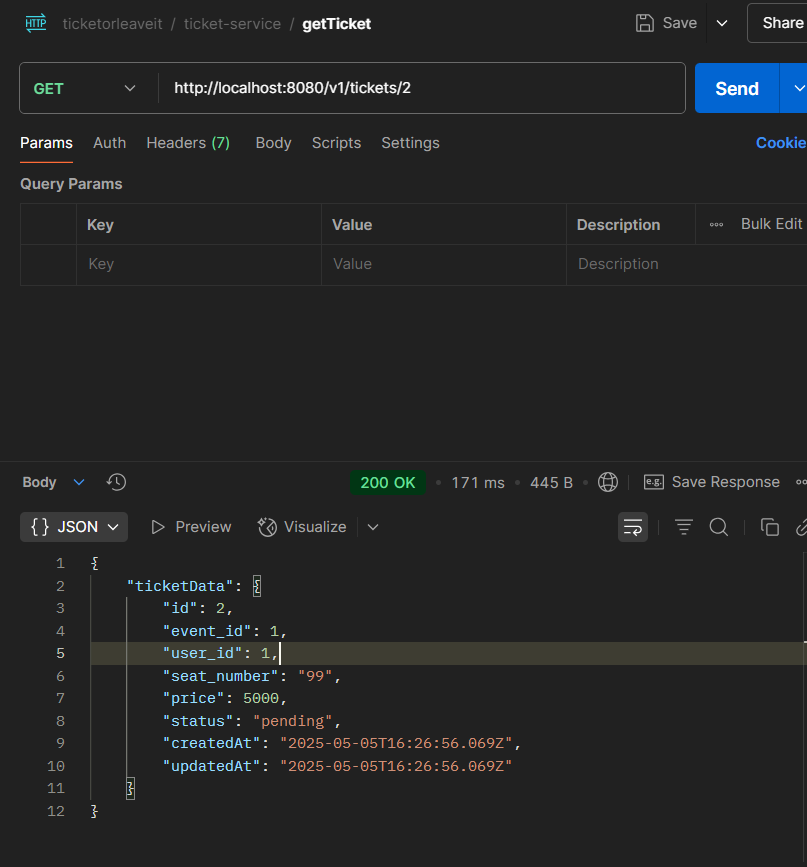 HTTP ticketorleaveit / ticket-service / getTicket Save Share
GET http://localhost:8080/v1/tickets/2 Send
Params Auth Headers (7) Body Scripts Settings Cookie
Query Params
Key Value Description Bulk Edit
Key Value Description
Body 200 OK • 171 ms • 445 B • e.g. Save Response
{} JSON Preview Visualize
1 {
2 "ticketData": {
3 "id": 2,
4 "event_id": 1,
5 "user_id": 1,
6 "seat_number": "99",
7 "price": 5000,
8 "status": "pending",
9 "createdAt": "2025-05-05T16:26:56.069Z",
10 "updatedAt": "2025-05-05T16:26:56.069Z"
11 }
12 }